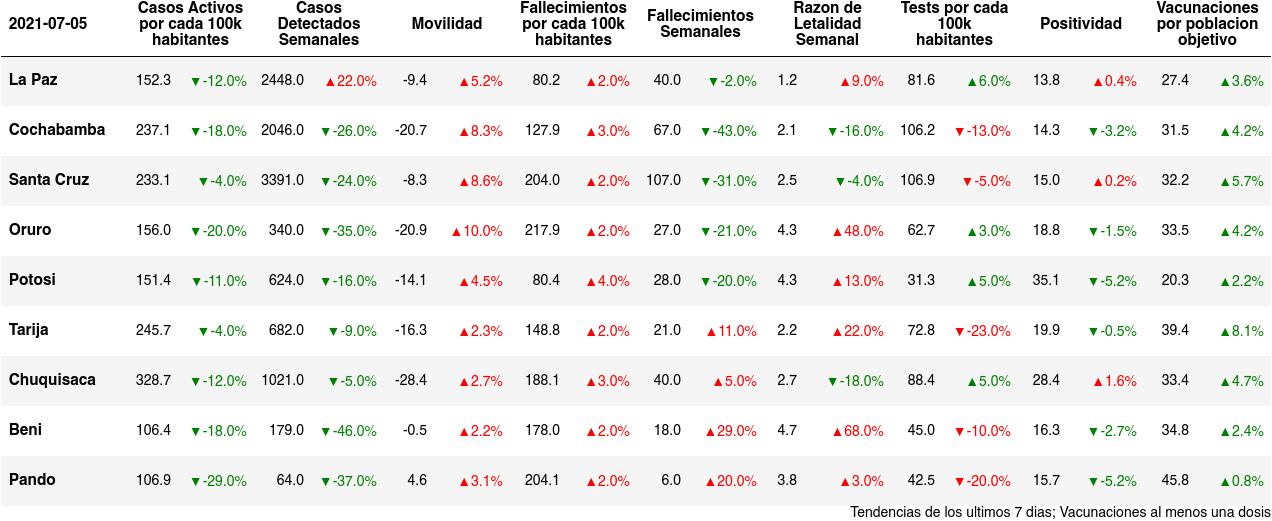 2021-07-05 Casos Activos por cada 100k habitantes Casos Detectados Semanales Movilidad Fallecimientos por cada 100k habitantes Fallecimientos Semanales Razon de Letalidad Semanal Tests por cada 100k habitantes Positividad Vacunaciones por poblacion objetivo
La Paz 152.3 ▼-12.0% 2448.0 ▲22.0% -9.4 ▲5.2% 80.2 ▲2.0% 40.0 ▼-2.0% 1.2 ▲9.0% 81.6 ▲6.0% 13.8 ▲0.4% 27.4 ▲3.6%
Cochabamba 237.1 ▼-18.0% 2046.0 ▼-26.0% -20.7 ▲8.3% 127.9 ▲3.0% 67.0 ▼-43.0% 2.1 ▼-16.0% 106.2 ▼-13.0% 14.3 ▼-3.2% 31.5 ▲4.2%
Santa Cruz 233.1 ▼-4.0% 3391.0 ▼-24.0% -8.3 ▲8.6% 204.0 ▲2.0% 107.0 ▼-31.0% 2.5 ▼-4.0% 106.9 ▼-5.0% 15.0 ▲0.2% 32.2 ▲5.7%
Oruro 156.0 ▼-20.0% 340.0 ▼-35.0% -20.9 ▲10.0% 217.9 ▲2.0% 27.0 ▼-21.0% 4.3 ▲48.0% 62.7 ▲3.0% 18.8 ▼-1.5% 33.5 ▲4.2%
Potosi 151.4 ▼-11.0% 624.0 ▼-16.0% -14.1 ▲4.5% 80.4 ▲4.0% 28.0 ▼-20.0% 4.3 ▲13.0% 31.3 ▲5.0% 35.1 ▼-5.2% 20.3 ▲2.2%
Tarija 245.7 ▼-4.0% 682.0 ▼-9.0% -16.3 ▲2.3% 148.8 ▲2.0% 21.0 ▲11.0% 2.2 ▲22.0% 72.8 ▼-23.0% 19.9 ▼-0.5% 39.4 ▲8.1%
Chuquisaca 328.7 ▼-12.0% 1021.0 ▼-5.0% -28.4 ▲2.7% 188.1 ▲3.0% 40.0 ▲5.0% 2.7 ▼-18.0% 88.4 ▲5.0% 28.4 ▲1.6% 33.4 ▲4.7%
Beni 106.4 ▼-18.0% 179.0 ▼-46.0% -0.5 ▲2.2% 178.0 ▲2.0% 18.0 ▲29.0% 4.7 ▲68.0% 45.0 ▼-10.0% 16.3 ▼-2.7% 34.8 ▲2.4%
Pando 106.9 ▼-29.0% 64.0 ▼-37.0% 4.6 ▲3.1% 204.1 ▲2.0% 6.0 ▲20.0% 3.8 ▲3.0% 42.5 ▼-20.0% 15.7 ▼-5.2% 45.8 ▲0.8%
Tendencias de los ultimos 7 dias; Vacunaciones al menos una dosis